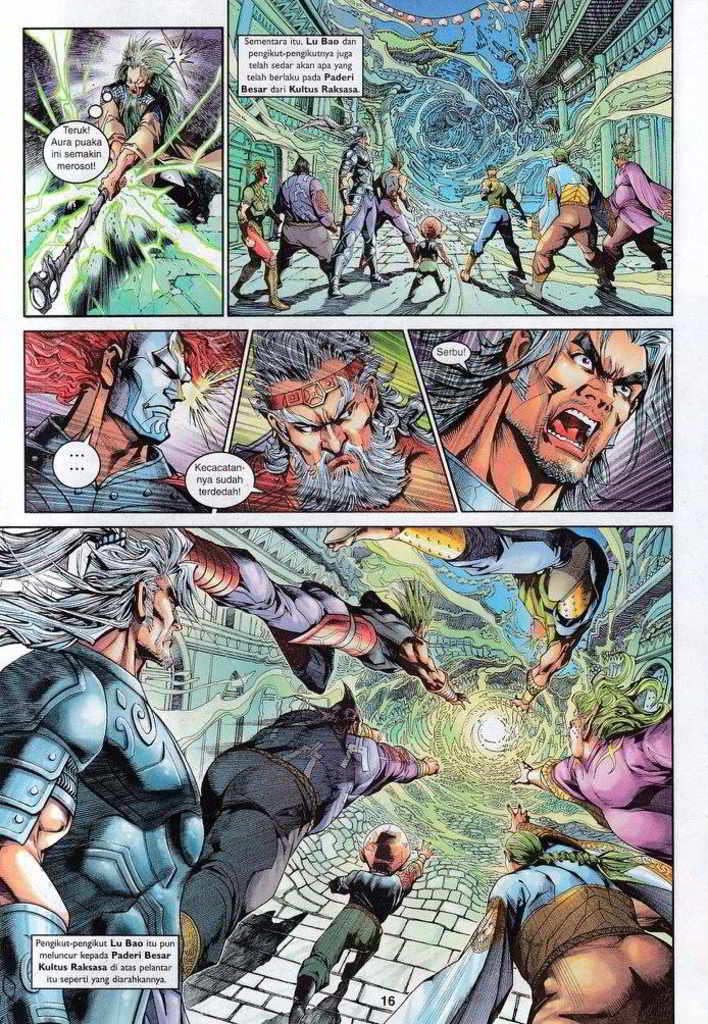 Teruk!
Aura puaka
ini semakin
merosot!
Sementara itu, Lu Bao dan
pengikut-pengikutnya juga
telah sedar akan apa yang
telah berlaku pada Paderi
Besar dari Kultus Raksasa.
...
...
Kecacatan-
nya sudah
terdedah!
Serbu!
Pengikut-pengikut Lu Bao itu pun
meluncur kepada Paderi Besar
Kultus Raksasa di atas pelantar
itu seperti yang diarahkannya.
16